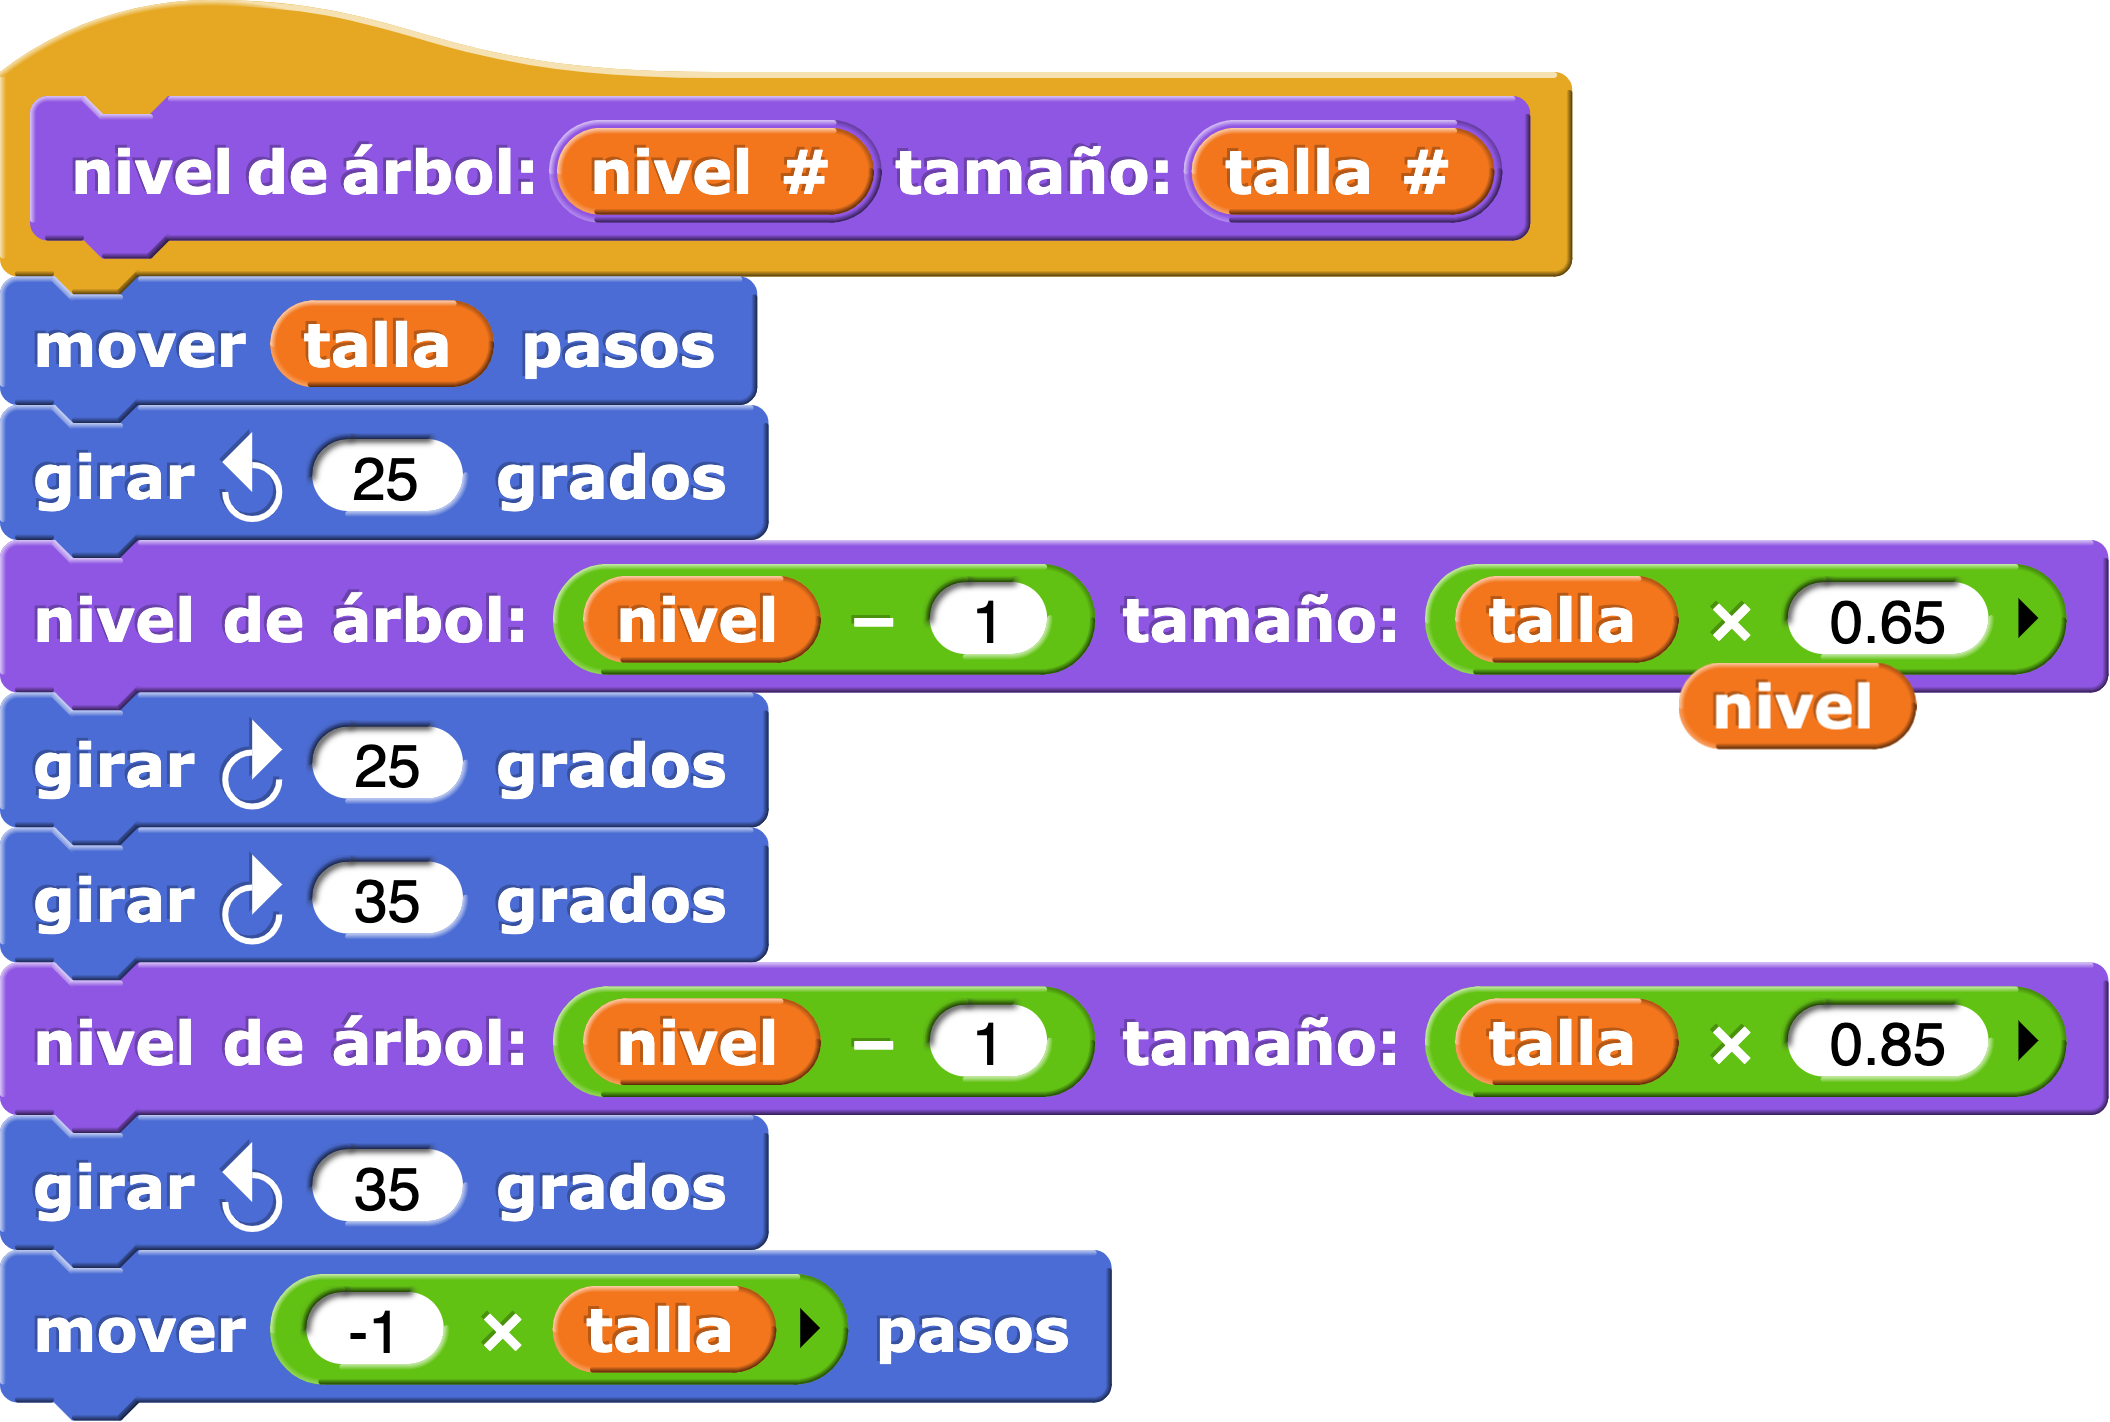 nivel de árbol: nivel # tamaño: talla #
mover talla pasos
girar 25 grados
nivel de árbol: nivel − 1 tamaño: talla × 0.65
nivel
girar 25 grados
girar 35 grados
nivel de árbol: nivel − 1 tamaño: talla × 0.85
girar 35 grados
mover -1 × talla pasos